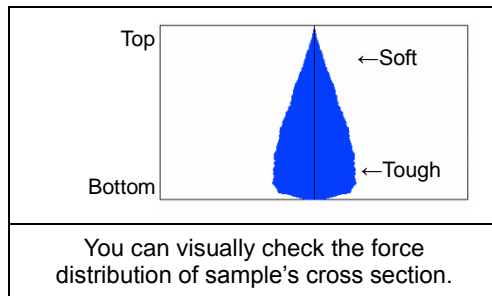 Top
←Soft
←Tough
Bottom
You can visually check the force
distribution of sample's cross section.